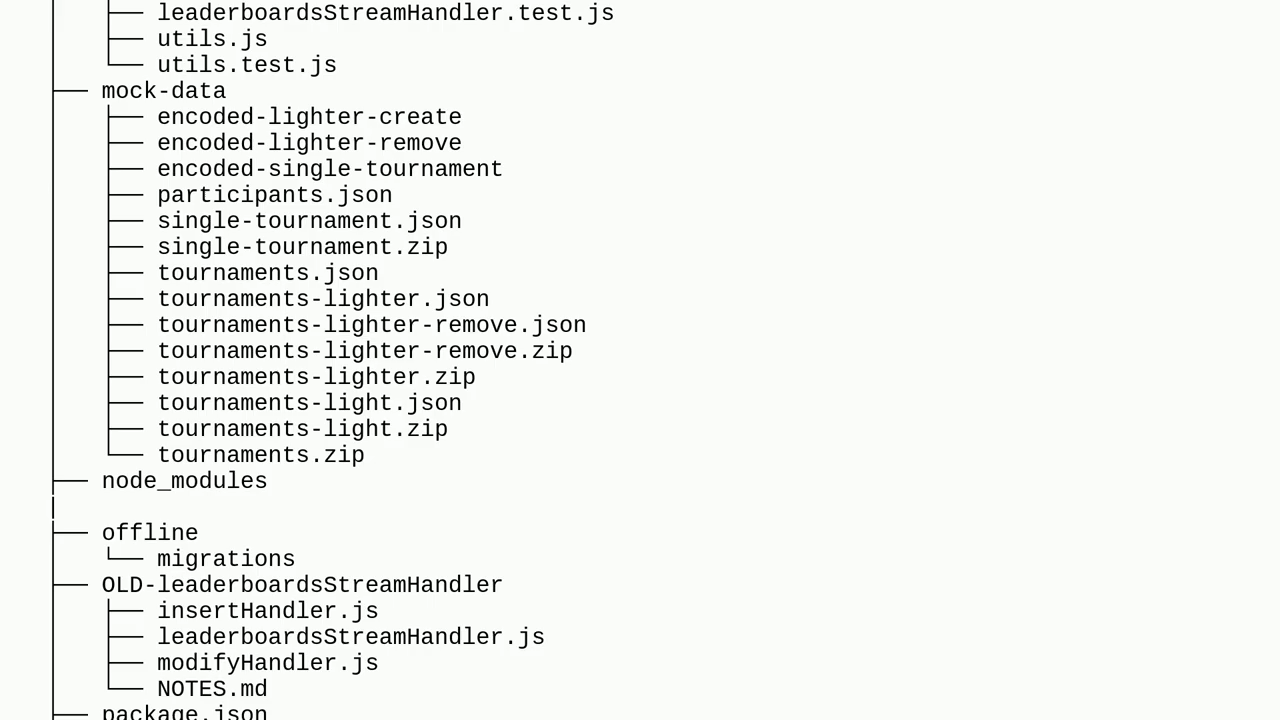 │   ├── leaderboardsStreamHandler.test.js
│   ├── utils.js
│   └── utils.test.js
├── mock-data
│   ├── encoded-lighter-create
│   ├── encoded-lighter-remove
│   ├── encoded-single-tournament
│   ├── participants.json
│   ├── single-tournament.json
│   ├── single-tournament.zip
│   ├── tournaments.json
│   ├── tournaments-lighter.json
│   ├── tournaments-lighter-remove.json
│   ├── tournaments-lighter-remove.zip
│   ├── tournaments-lighter.zip
│   ├── tournaments-light.json
│   ├── tournaments-light.zip
│   └── tournaments.zip
├── node_modules
│
├── offline
│   └── migrations
├── OLD-leaderboardsStreamHandler
│   ├── insertHandler.js
│   ├── leaderboardsStreamHandler.js
│   ├── modifyHandler.js
│   └── NOTES.md
├── package.json